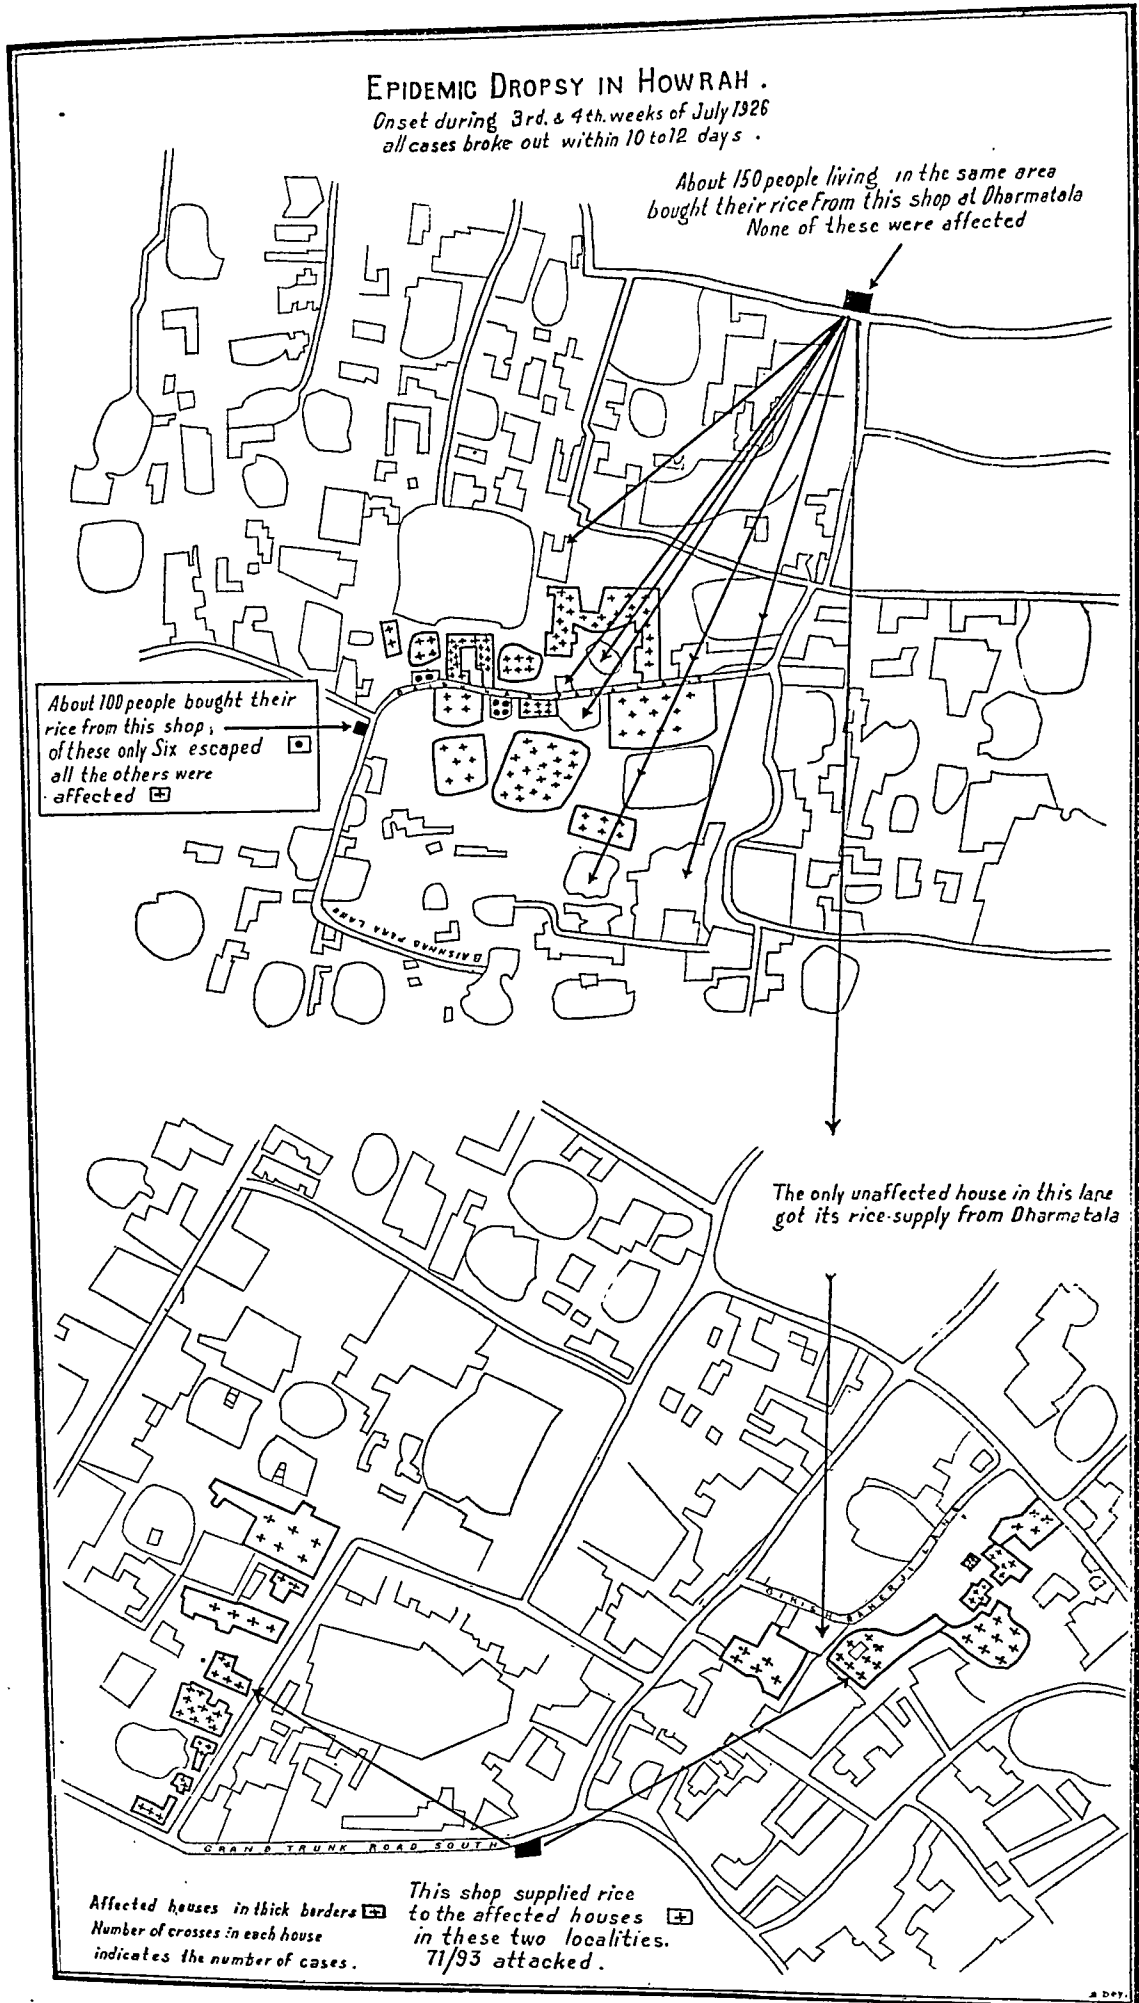 EPIDEMIC DROPSY IN HOWRAH.
Onset during 3rd. & 4th. weeks of July 1926
all cases broke out within 10 to 12 days.
About 150 people living in the same area
bought their rice from this shop at Dharmatala
None of these were affected
About 100 people bought their
rice from this shop,
of these only Six escaped
all the others were
affected
BAISHNAB PARA LANE
The only unaffected house in this lane
got its rice-supply from Dharmatala
GIRISH BANERJI LANE
GRAND TRUNK ROAD SOUTH
Affected houses in thick borders
Number of crosses in each house
indicates the number of cases.
This shop supplied rice
to the affected houses
in these two localities.
71/93 attacked.